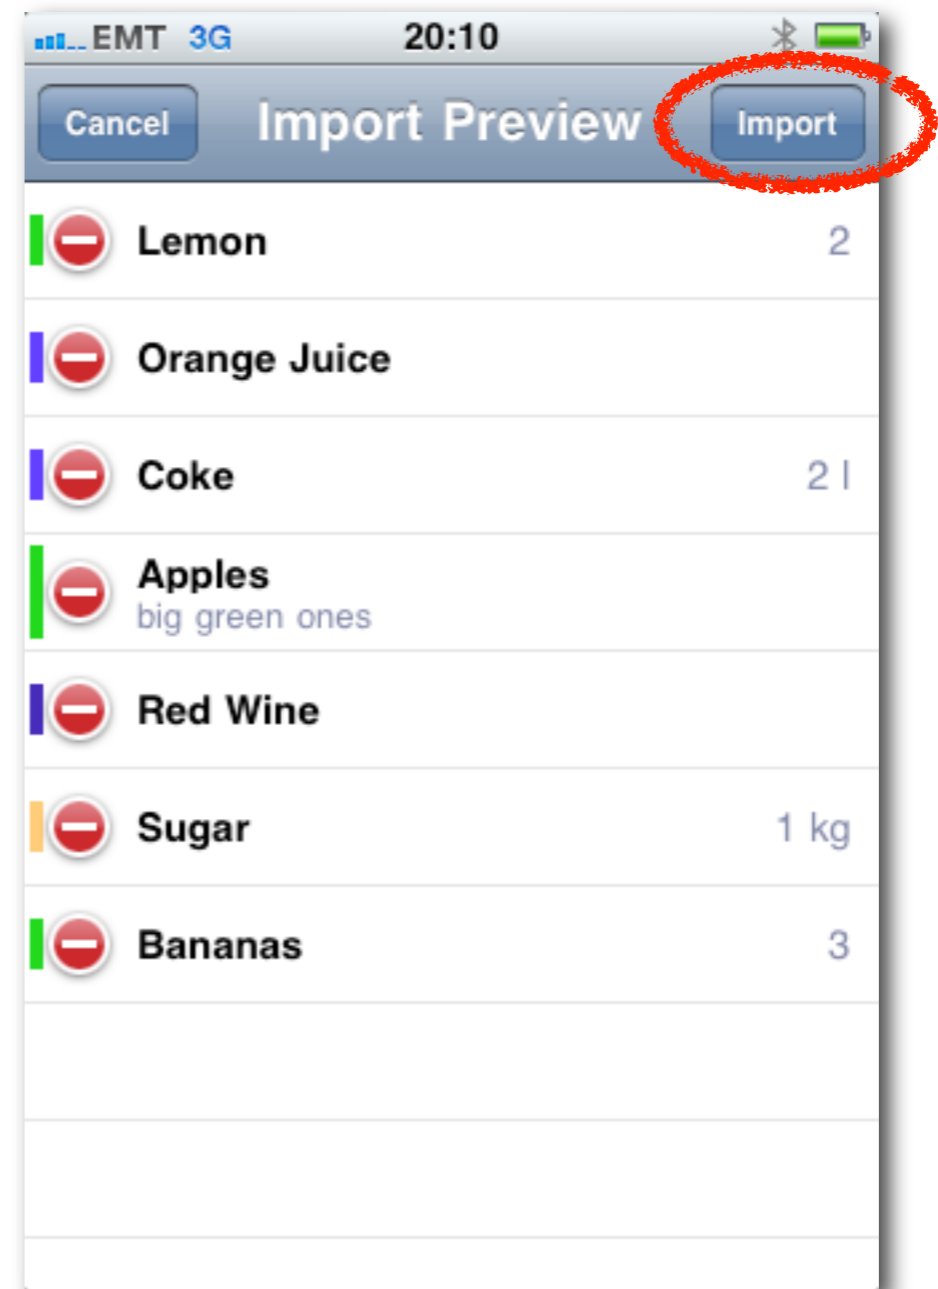 EMT 3G 20:10
Cancel Import Preview Import
Lemon 2
Orange Juice
Coke 2 l
Apples
big green ones
Red Wine
Sugar 1 kg
Bananas 3